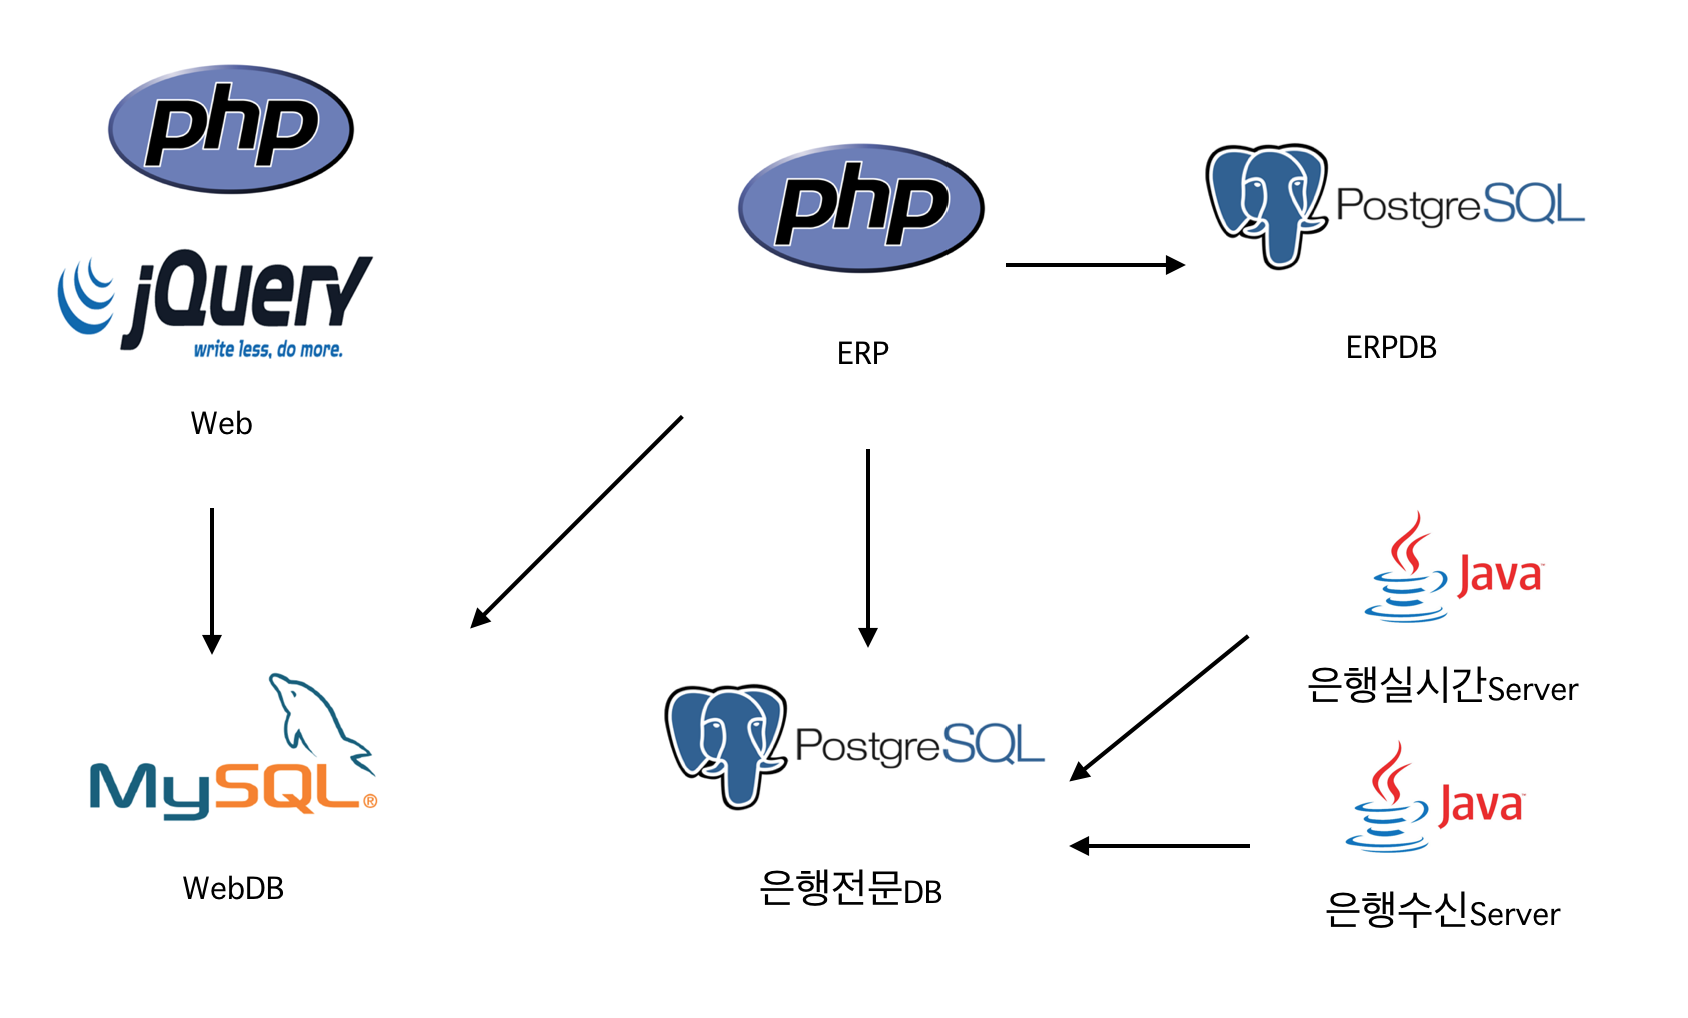 php
jQuery
write less, do more.
Web
php
ERP
PostgreSQL
ERPDB
MySQL®
WebDB
PostgreSQL
은행전문DB
Java™
은행실시간Server
Java™
은행수신Server